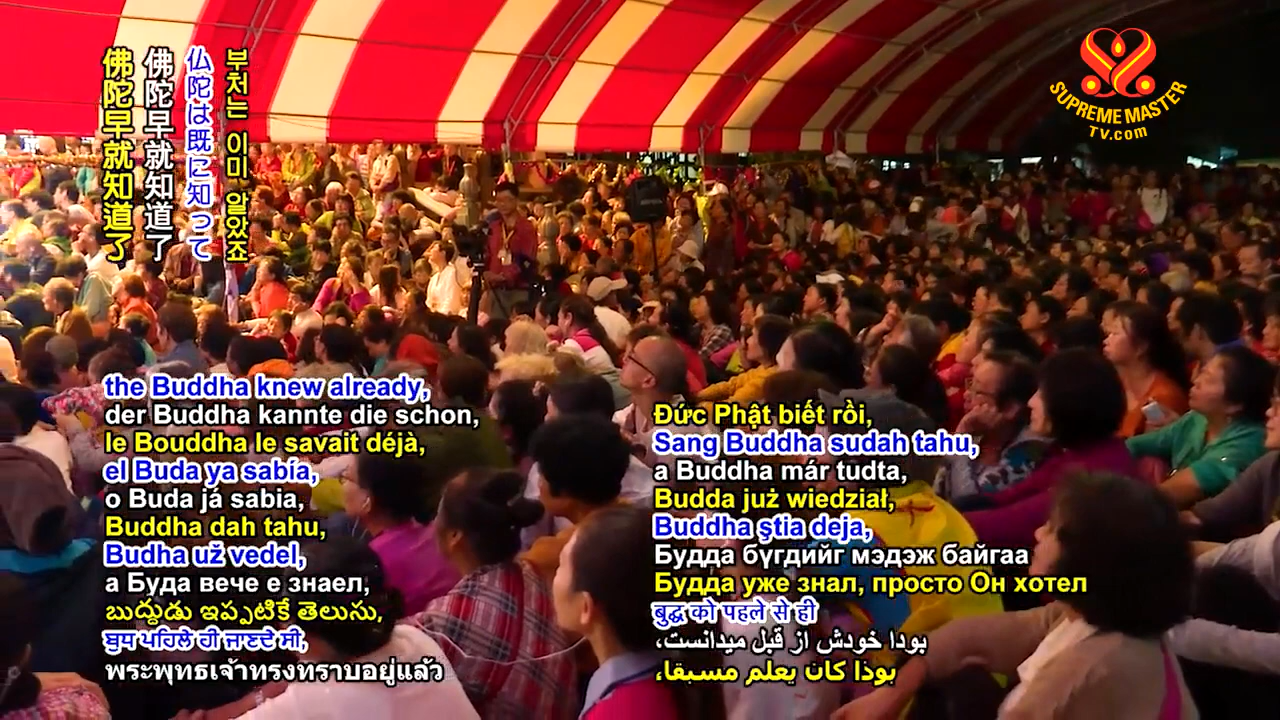 佛陀早就知道了
佛陀早就知道了
仏陀は既に知って
부처는 이미 알았죠
SUPREME MASTER
TV.com
the Buddha knew already,
der Buddha kannte die schon,
le Bouddha le savait déjà,
el Buda ya sabía,
o Buda já sabia,
Buddha dah tahu,
Budha už vedel,
а Буда вече е знаел,
బుద్ధుడు ఇప్పటికే తెలుసు,
ਬੁਧ ਪਹਿਲੇ ਹੀ ਜਾਣਦੇ ਸੀ,
พระพุทธเจ้าทรงทราบอยู่แล้ว
Đức Phật biết rồi,
Sang Buddha sudah tahu,
a Buddha már tudta,
Budda już wiedział,
Buddha ştia deja,
Будда бүгдийг мэдэж байгаа
Будда уже знал, просто Он хотел
बुद्ध को पहले से ही
بودا خودش از قبل میدانست،
بوذا كان يعلم مسبقا،